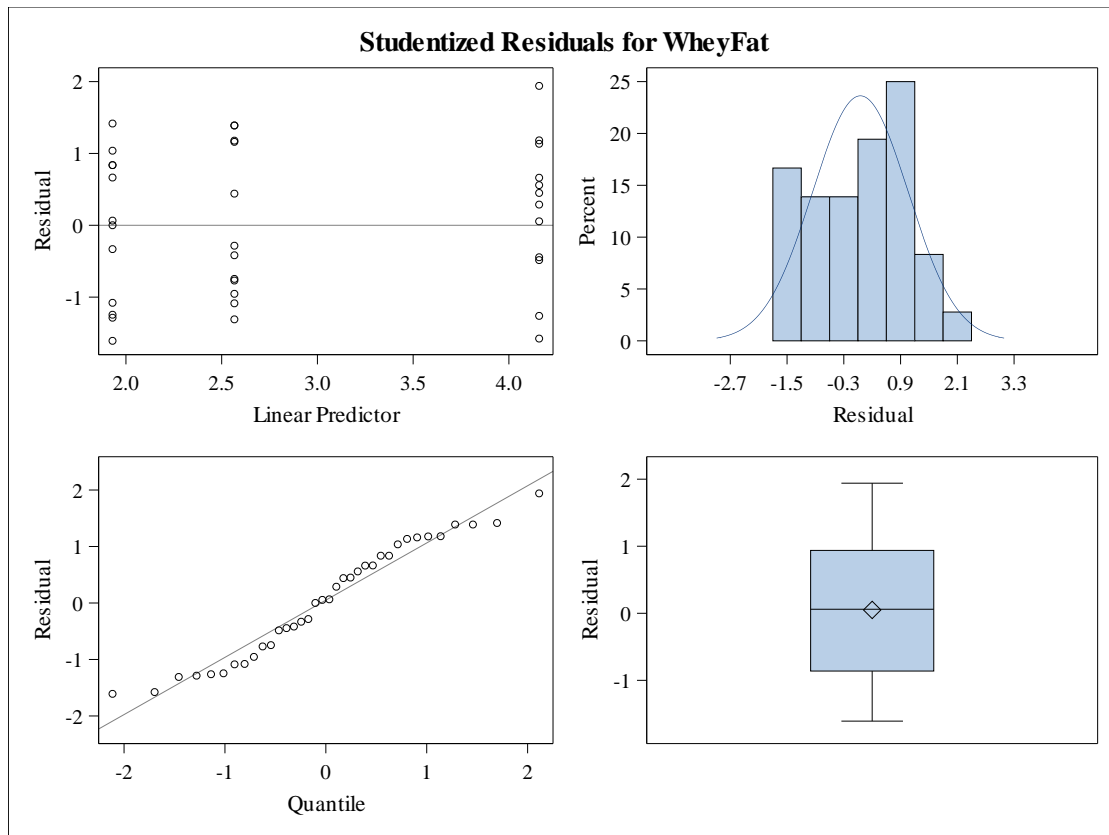 Studentized Residuals for WheyFat
2
1
0
-1
Residual
2.0 2.5 3.0 3.5 4.0
Linear Predictor
25
20
15
10
5
0
Percent
-2.7 -1.5 -0.3 0.9 2.1 3.3
Residual
2
1
0
-1
-2
Residual
-2 -1 0 1 2
Quantile
2
1
0
-1
Residual